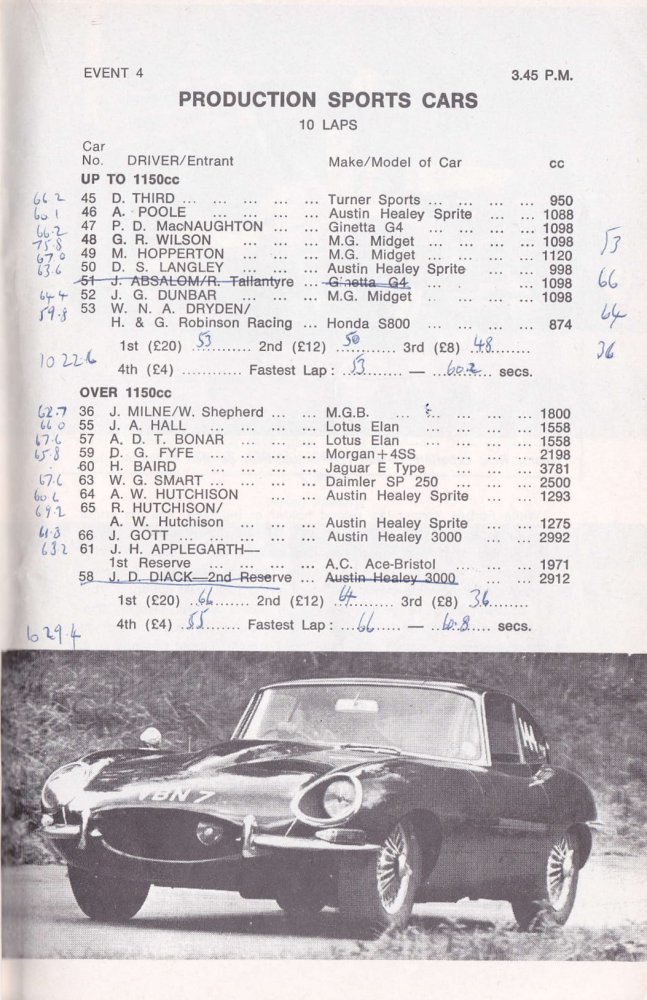 EVENT 4 3.45 P.M.
PRODUCTION SPORTS CARS
10 LAPS
Car
No. DRIVER/Entrant Make/Model of Car cc
UP TO 1150cc
66.2 45 D. THIRD ... ... ... ... ... Turner Sports ... ... ... ... 950
60.1 46 A. POOLE ... ... ... ... Austin Healey Sprite ... ... 1088
66.2 47 P. D. MacNAUGHTON ... ... Ginetta G4 ... ... ... ... 1098
75.8 48 G. R. WILSON ... ... ... M.G. Midget ... ... ... ... 1098 53
67.0 49 M. HOPPERTON ... ... ... M.G. Midget ... ... ... ... 1120
63.6 50 D. S. LANGLEY ... ... ... Austin Healey Sprite ... ... 998
51 J. ABSALOM/R. Tallantyre ... Ginetta G4 ... ... ... ... 1098 66
64.4 52 J. G. DUNBAR ... ... ... M.G. Midget . ... ... ... 1098
59.8 53 W. N. A. DRYDEN/ 64
H. & G. Robinson Racing ... Honda S800 ... ... ... ... 874
1st (£20) 53 2nd (£12) 50 3rd (£8) 48 36
10 22.6 4th (£4) ............ Fastest Lap : 53 — 60.2 secs.
OVER 1150cc
62.7 36 J. MILNE/W. Shepherd ... ... M.G.B. ... ... ... ... 1800
66.0 55 J. A. HALL ... ... ... ... Lotus Elan ... ... ... ... 1558
67.6 57 A. D. T. BONAR ... ... ... Lotus Elan ... ... ... ... 1558
65.8 59 D. G. FYFE ... ... ... ... Morgan+4SS ... ... ... ... 2198
60 H. BAIRD ... ... ... ... Jaguar E Type ... ... ... 3781
67.6 63 W. G. SMART ... ... ... ... Daimler SP 250 ... ... ... 2500
60.6 64 A. W. HUTCHISON ... ... Austin Healey Sprite ... ... 1293
69.2 65 R. HUTCHISON/
A. W. Hutchison ... ... ... Austin Healey Sprite ... ... 1275
61.8 66 J. GOTT ... ... ... ... ... Austin Healey 3000 ... ... 2992
63.2 61 J. H. APPLEGARTH—
1st Reserve ... ... ... ... A.C. Ace-Bristol ... ... ... 1971
58 J. D. DIACK—2nd Reserve ... Austin Healey 3000 ... ... 2912
1st (£20) 66 2nd (£12) 64 3rd (£8) 36
4th (£4) 55 Fastest Lap : 66 — 60.8 secs.
10 29.4
VBN 7